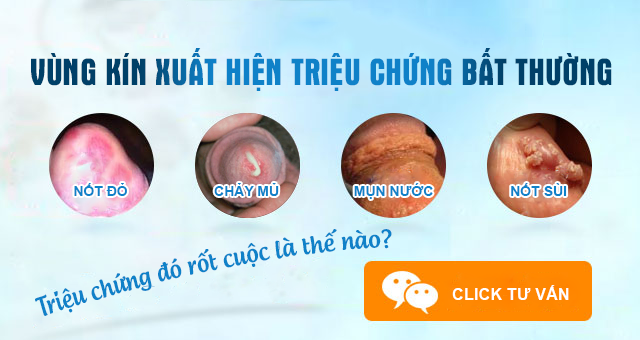 VÙNG KÍN XUẤT HIỆN TRIỆU CHỨNG BẤT THƯỜNG
NỐT ĐỎ CHẢY MỦ MỤN NƯỚC NỐT SÙI
Triệu chứng đó rốt cuộc là thế nào?
CLICK TƯ VẤN